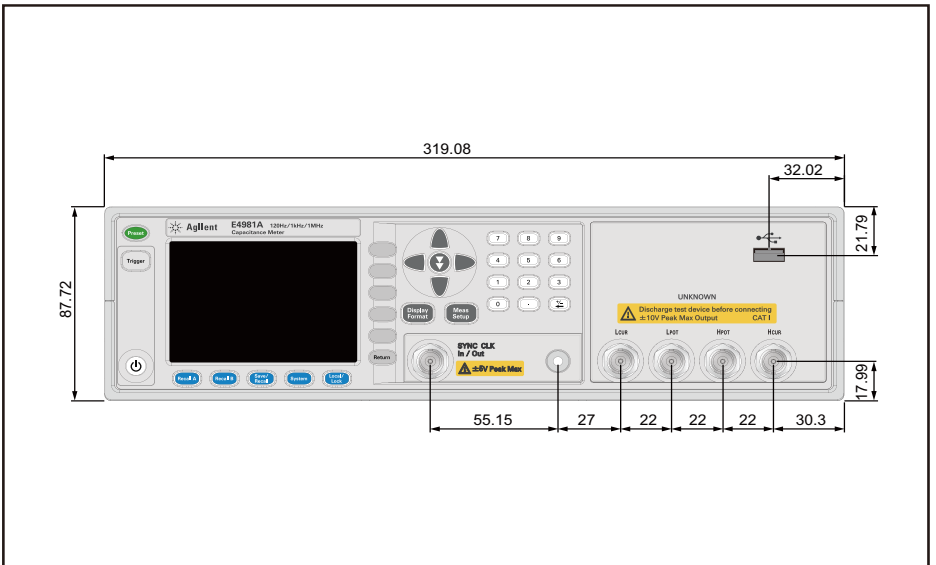 319.08
32.02
87.72
21.79
Preset
Agilent E4981A 120Hz/1kHz/1MHz
Capacitance Meter
Trigger
7 8 9
4 5 6
1 2 3
0 . +/-
Display
Format
Meas
Setup
UNKNOWN
Discharge test device before connecting
±10V Peak Max Output CAT I
LCUR LPOT HPOT HCUR
SYNC CLK
In / Out
±5V Peak Max
Return
Recall A
Recall B
Save/
Recall
System
Local/
Lock
17.99
55.15
27
22
22
22
30.3